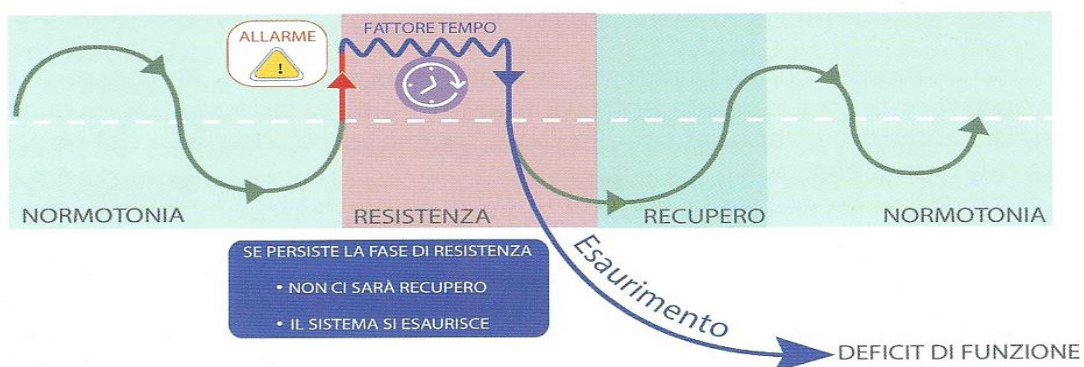 ALLARME
!
FATTORE TEMPO
NORMOTONIA
RESISTENZA
RECUPERO
NORMOTONIA
SE PERSISTE LA FASE DI RESISTENZA
• NON CI SARÀ RECUPERO
• IL SISTEMA SI ESAURISCE
Esaurimento
DEFICIT DI FUNZIONE